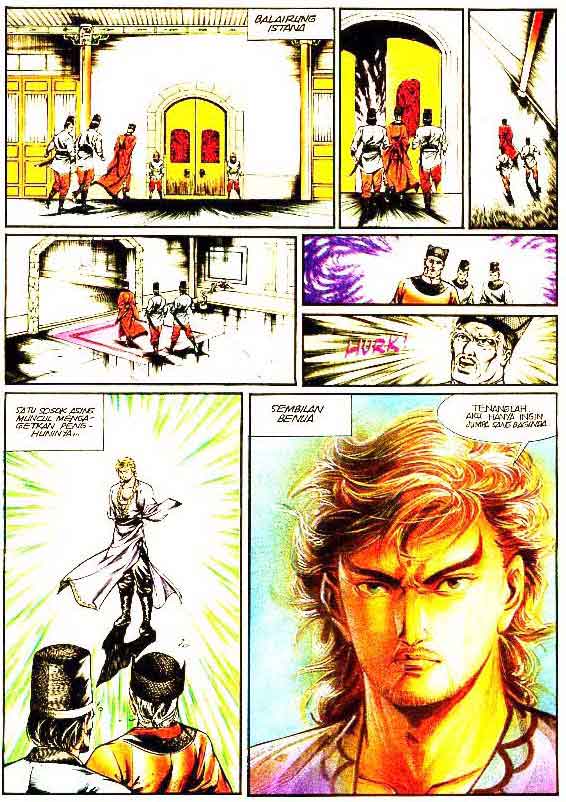 BALAIRUNG
ISTANA
HURK!
SATU SOSOK ASING
MUNCUL MENGA-
GETKAN PENG-
HUNINYA...
SEMBILAN
BENUA
TENANGLAH.
AKU HANYA INGIN
JUMPA SANG BAGINDA